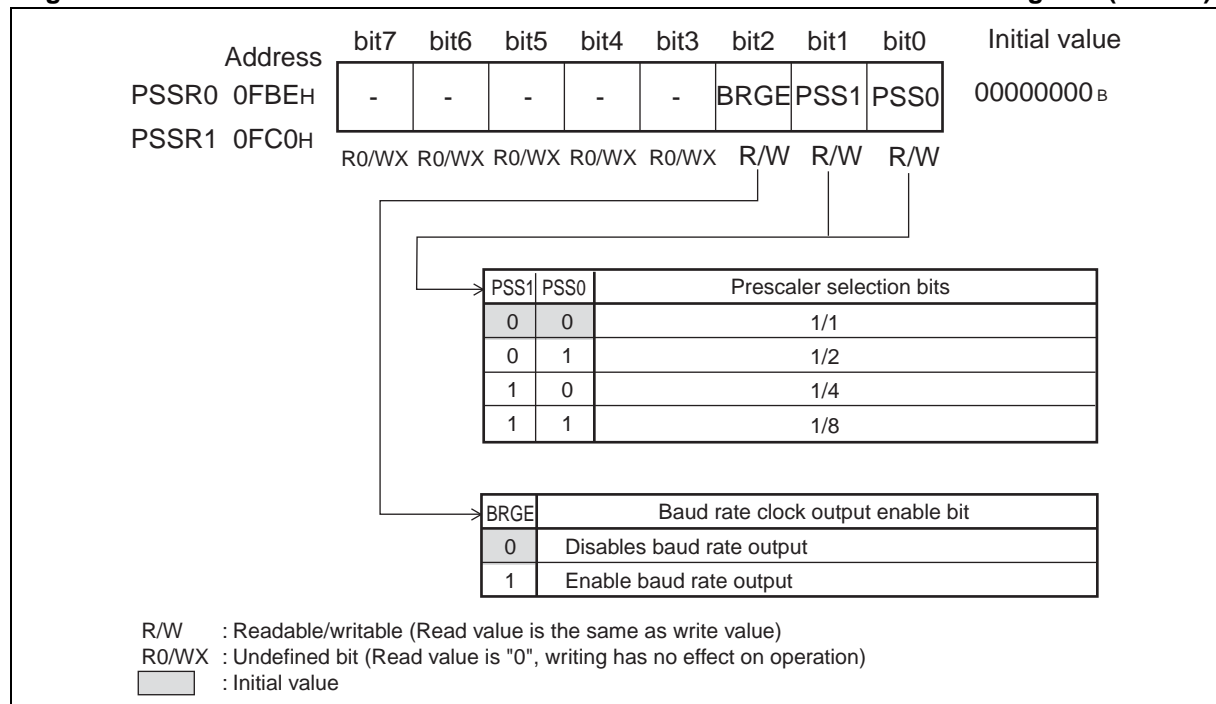 bit7 bit6 bit5 bit4 bit3 bit2 bit1 bit0 Initial value
Address
PSSR0 0FBEH - - - - - BRGE PSS1 PSS0 00000000 B
PSSR1 0FC0H
R0/WX R0/WX R0/WX R0/WX R0/WX R/W R/W R/W
PSS1 PSS0 Prescaler selection bits
0 0 1/1
0 1 1/2
1 0 1/4
1 1 1/8
BRGE Baud rate clock output enable bit
0 Disables baud rate output
1 Enable baud rate output
R/W : Readable/writable (Read value is the same as write value)
R0/WX : Undefined bit (Read value is "0", writing has no effect on operation)
: Initial value